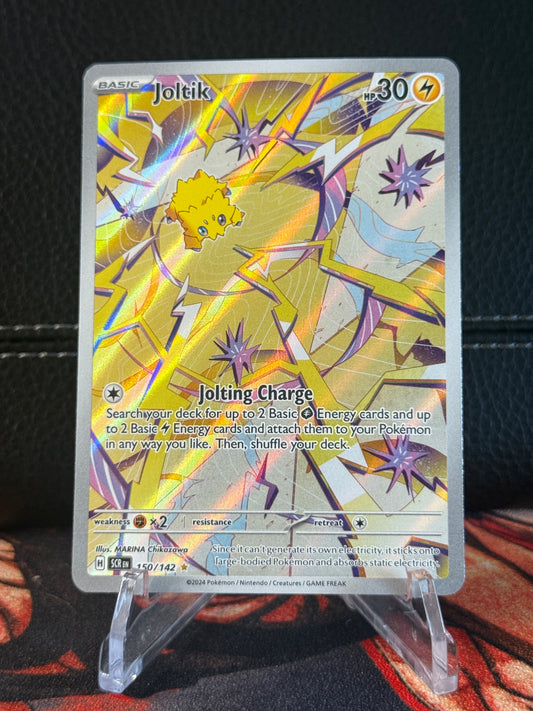 BASIC Joltik HP 30
Jolting Charge
Search your deck for up to 2 Basic Energy cards and up
to 2 Basic Energy cards and attach them to your Pokémon
in any way you like. Then, shuffle your deck.
weakness ×2 resistance retreat
Illus. MARINA Chikazawa
Since it can't generate its own electricity, it sticks onto
large-bodied Pokémon and absorbs static electricity.
H SCR EN 150/142
©2024 Pokémon / Nintendo / Creatures / GAME FREAK